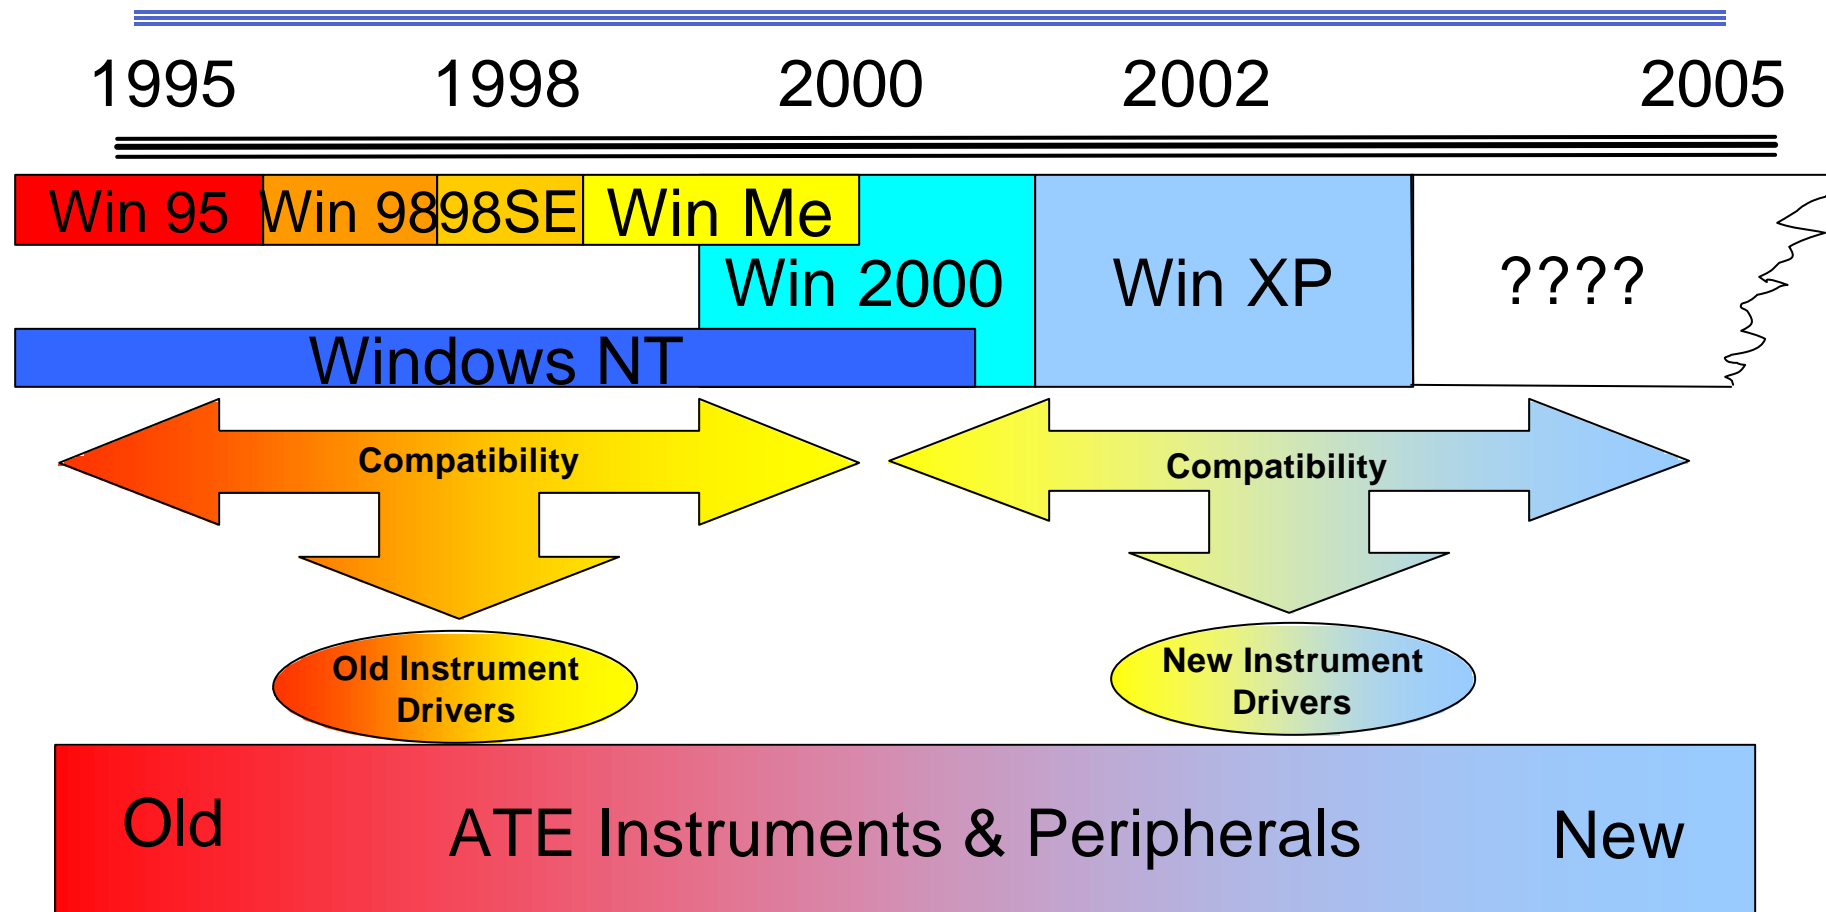 1995 1998 2000 2002 2005
Win 95 Win 98 98SE Win Me
Win 2000 Win XP ????
Windows NT
Compatibility Compatibility
Old Instrument
Drivers
New Instrument
Drivers
Old ATE Instruments & Peripherals New